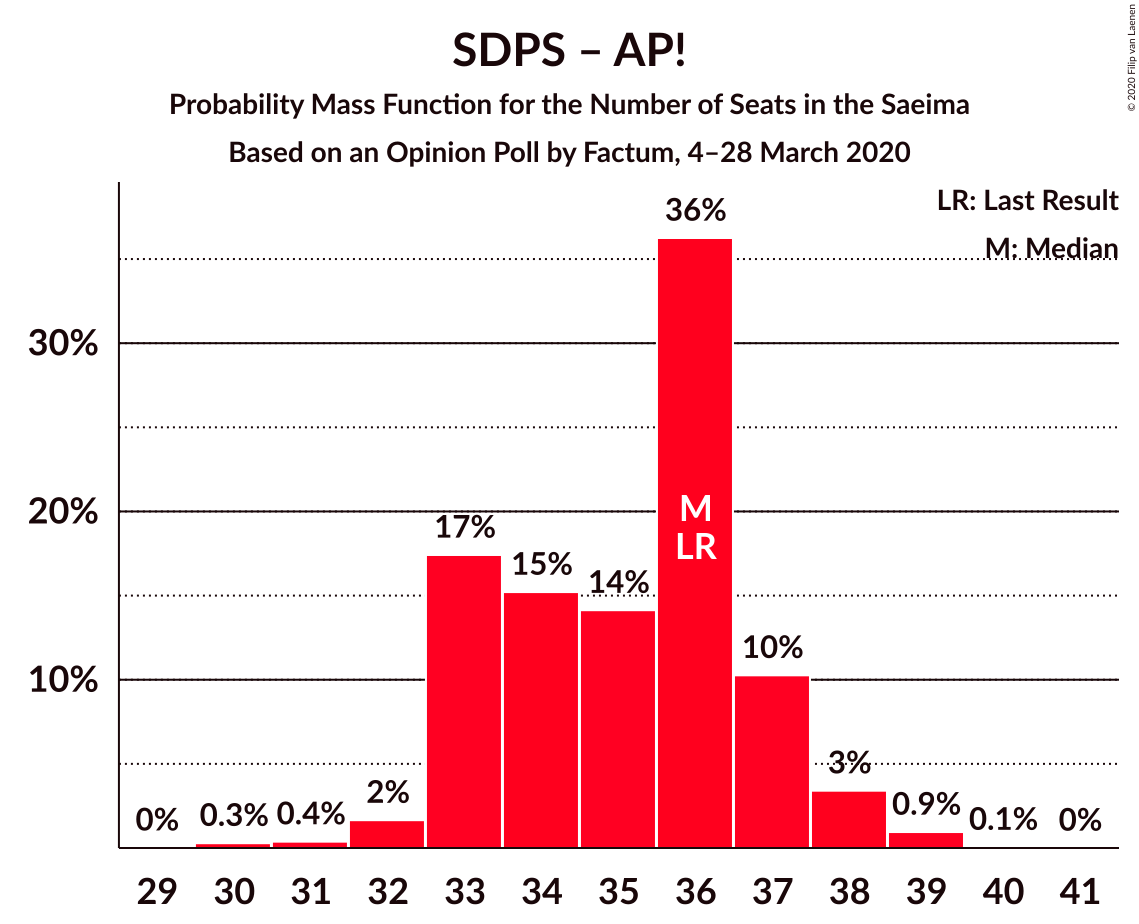 SDPS – AP!
Probability Mass Function for the Number of Seats in the Saeima
Based on an Opinion Poll by Factum, 4–28 March 2020
© 2020 Filip van Laenen
LR: Last Result
M: Median
30%
20%
10%
0%
0.3%
0.4%
2%
17%
15%
14%
36%
M
LR
10%
3%
0.9%
0.1%
0%
29 30 31 32 33 34 35 36 37 38 39 40 41